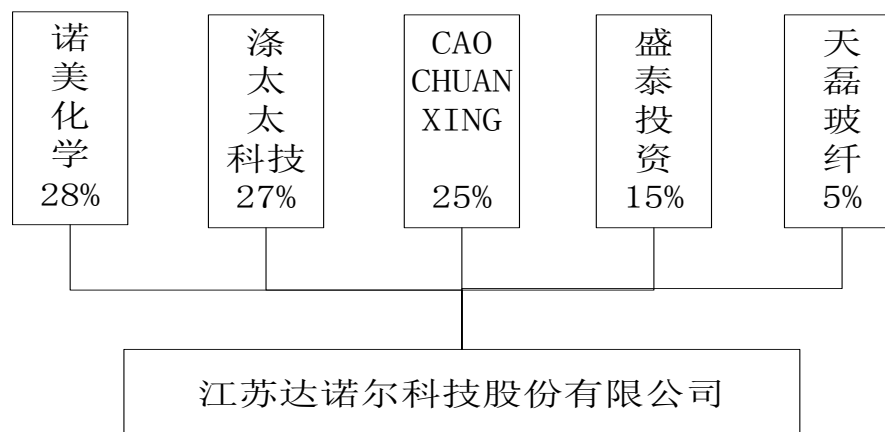 诺
美
化
学
28%
涤
太
太
科技
27%
CAO
CHUAN
XING
25%
盛
泰
投
资
15%
天
磊
玻
纤
5%
江苏达诺尔科技股份有限公司